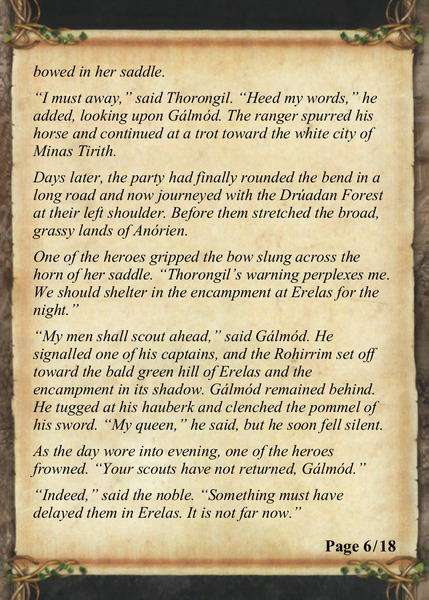 bowed in her saddle.
“I must away,” said Thorongil. “Heed my words,” he
added, looking upon Gálmód. The ranger spurred his
horse and continued at a trot toward the white city of
Minas Tirith.
Days later, the party had finally rounded the bend in a
long road and now journeyed with the Drúadan Forest
at their left shoulder. Before them stretched the broad,
grassy lands of Anórien.
One of the heroes gripped the bow slung across the
horn of her saddle. “Thorongil’s warning perplexes me.
We should shelter in the encampment at Erelas for the
night.”
“My men shall scout ahead,” said Gálmód. He
signalled one of his captains, and the Rohirrim set off
toward the bald green hill of Erelas and the
encampment in its shadow. Gálmód remained behind.
He tugged at his hauberk and clenched the pommel of
his sword. “My queen,” he said, but he soon fell silent.
As the day wore into evening, one of the heroes
frowned. “Your scouts have not returned, Gálmód.”
“Indeed,” said the noble. “Something must have
delayed them in Erelas. It is not far now.”
Page 6/18